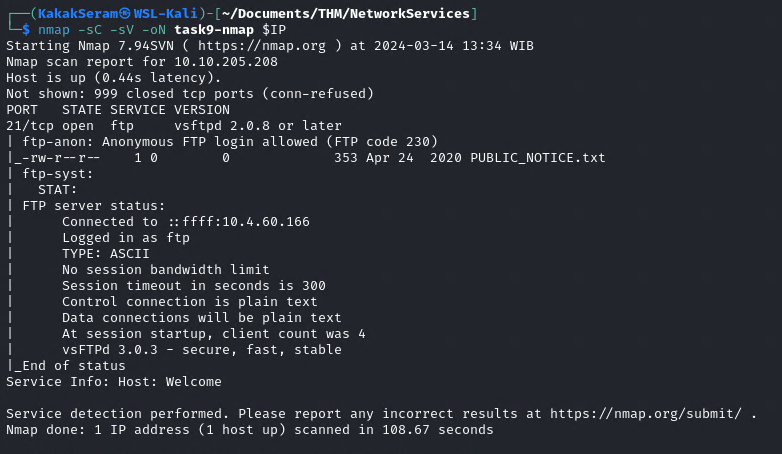 ┌──(KakakSeram㉿WSL-Kali)-[~/Documents/THM/NetworkServices]
└─$ nmap -sC -sV -oN task9-nmap $IP
Starting Nmap 7.94SVN ( https://nmap.org ) at 2024-03-14 13:34 WIB
Nmap scan report for 10.10.205.208
Host is up (0.44s latency).
Not shown: 999 closed tcp ports (conn-refused)
PORT   STATE SERVICE VERSION
21/tcp open  ftp     vsftpd 2.0.8 or later
| ftp-anon: Anonymous FTP login allowed (FTP code 230)
|_-rw-r--r--    1 0        0             353 Apr 24  2020 PUBLIC_NOTICE.txt
| ftp-syst:
|   STAT:
| FTP server status:
|      Connected to ::ffff:10.4.60.166
|      Logged in as ftp
|      TYPE: ASCII
|      No session bandwidth limit
|      Session timeout in seconds is 300
|      Control connection is plain text
|      Data connections will be plain text
|      At session startup, client count was 4
|      vsFTPd 3.0.3 - secure, fast, stable
|_End of status
Service Info: Host: Welcome

Service detection performed. Please report any incorrect results at https://nmap.org/submit/ .
Nmap done: 1 IP address (1 host up) scanned in 108.67 seconds